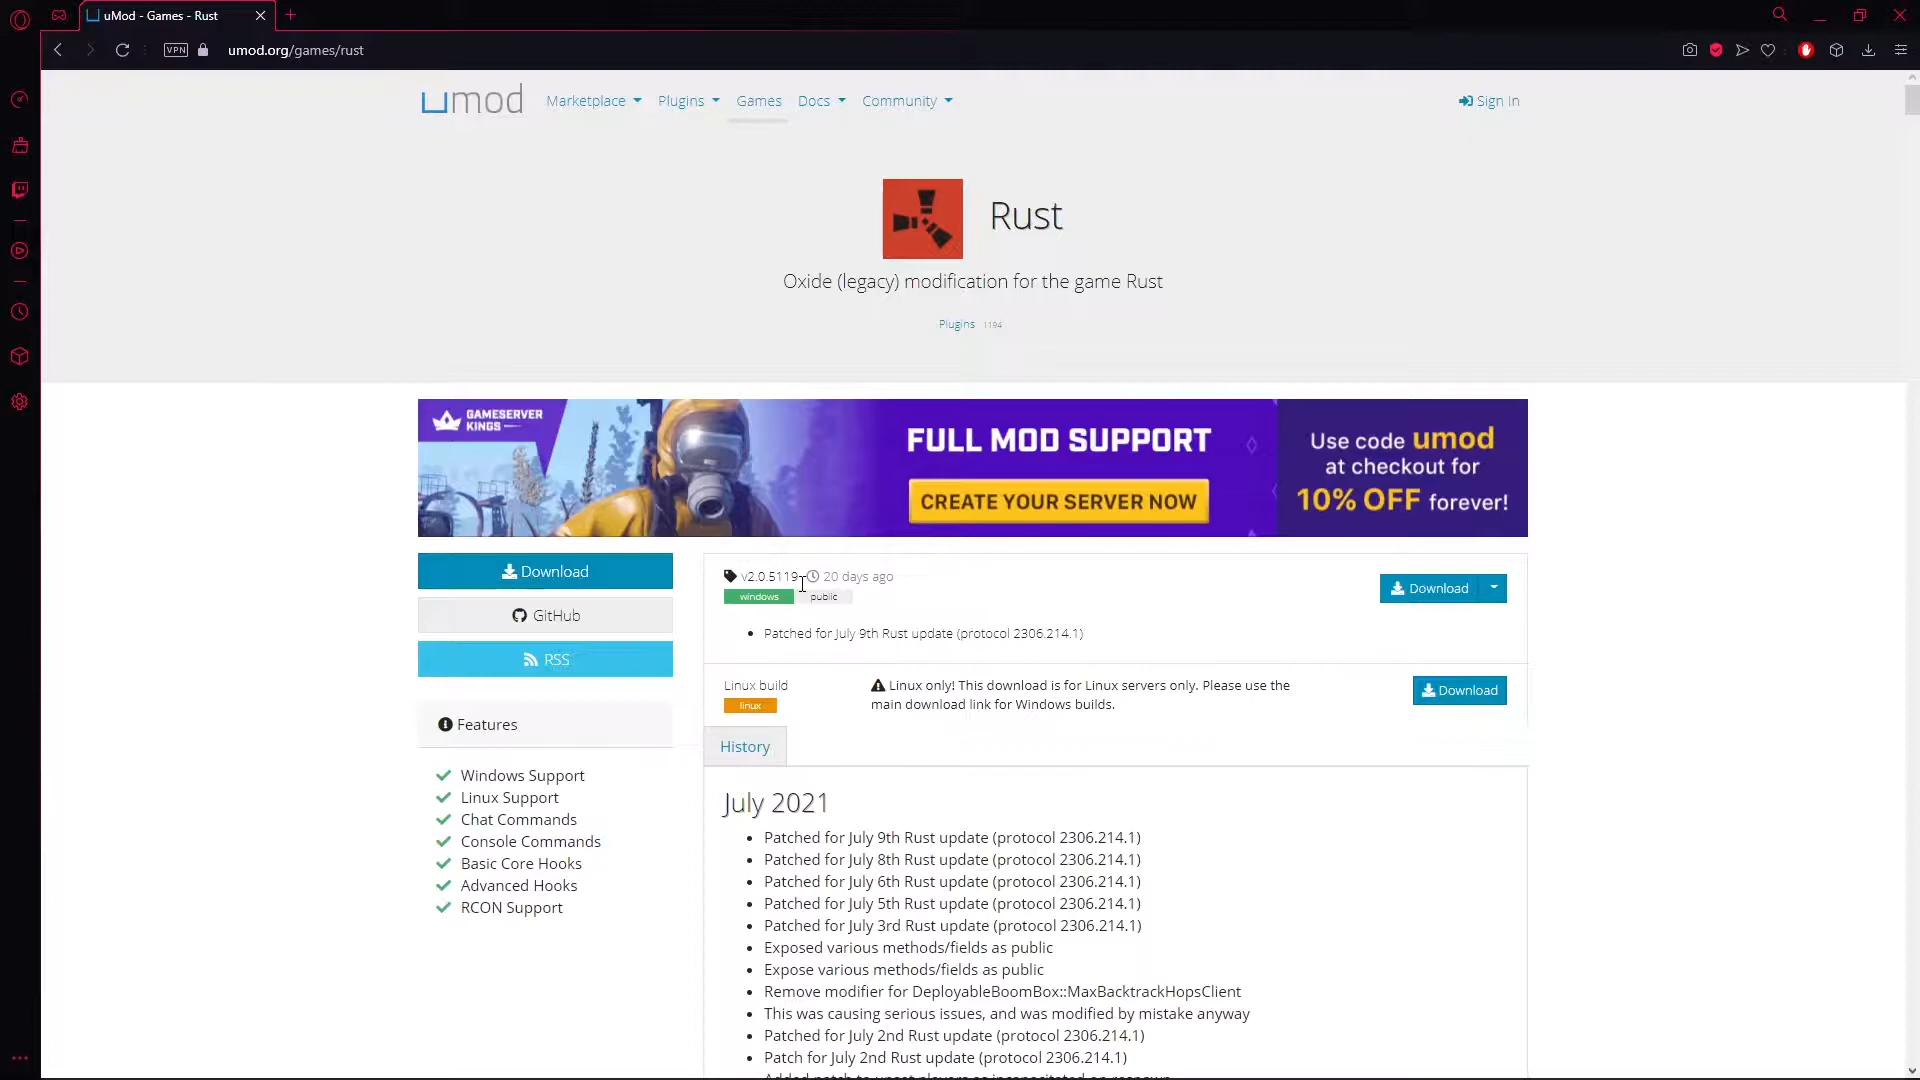 uMod - Games - Rust
VPN
umod.org/games/rust
umod
Marketplace
Plugins
Games
Docs
Community
Sign In
Rust
Oxide (legacy) modification for the game Rust
Plugins 1194
GAMESERVER
KINGS
FULL MOD SUPPORT
CREATE YOUR SERVER NOW
Use code umod
at checkout for
10% OFF forever!
Download
GitHub
RSS
Features
Windows Support
Linux Support
Chat Commands
Console Commands
Basic Core Hooks
Advanced Hooks
RCON Support
v2.0.5119 20 days ago
windows public
Download
Patched for July 9th Rust update (protocol 2306.214.1)
Linux build
linux
Linux only! This download is for Linux servers only. Please use the
main download link for Windows builds.
Download
History
July 2021
Patched for July 9th Rust update (protocol 2306.214.1)
Patched for July 8th Rust update (protocol 2306.214.1)
Patched for July 6th Rust update (protocol 2306.214.1)
Patched for July 5th Rust update (protocol 2306.214.1)
Patched for July 3rd Rust update (protocol 2306.214.1)
Exposed various methods/fields as public
Expose various methods/fields as public
Remove modifier for DeployableBoomBox::MaxBacktrackHopsClient
This was causing serious issues, and was modified by mistake anyway
Patched for July 2nd Rust update (protocol 2306.214.1)
Patch for July 2nd Rust update (protocol 2306.214.1)